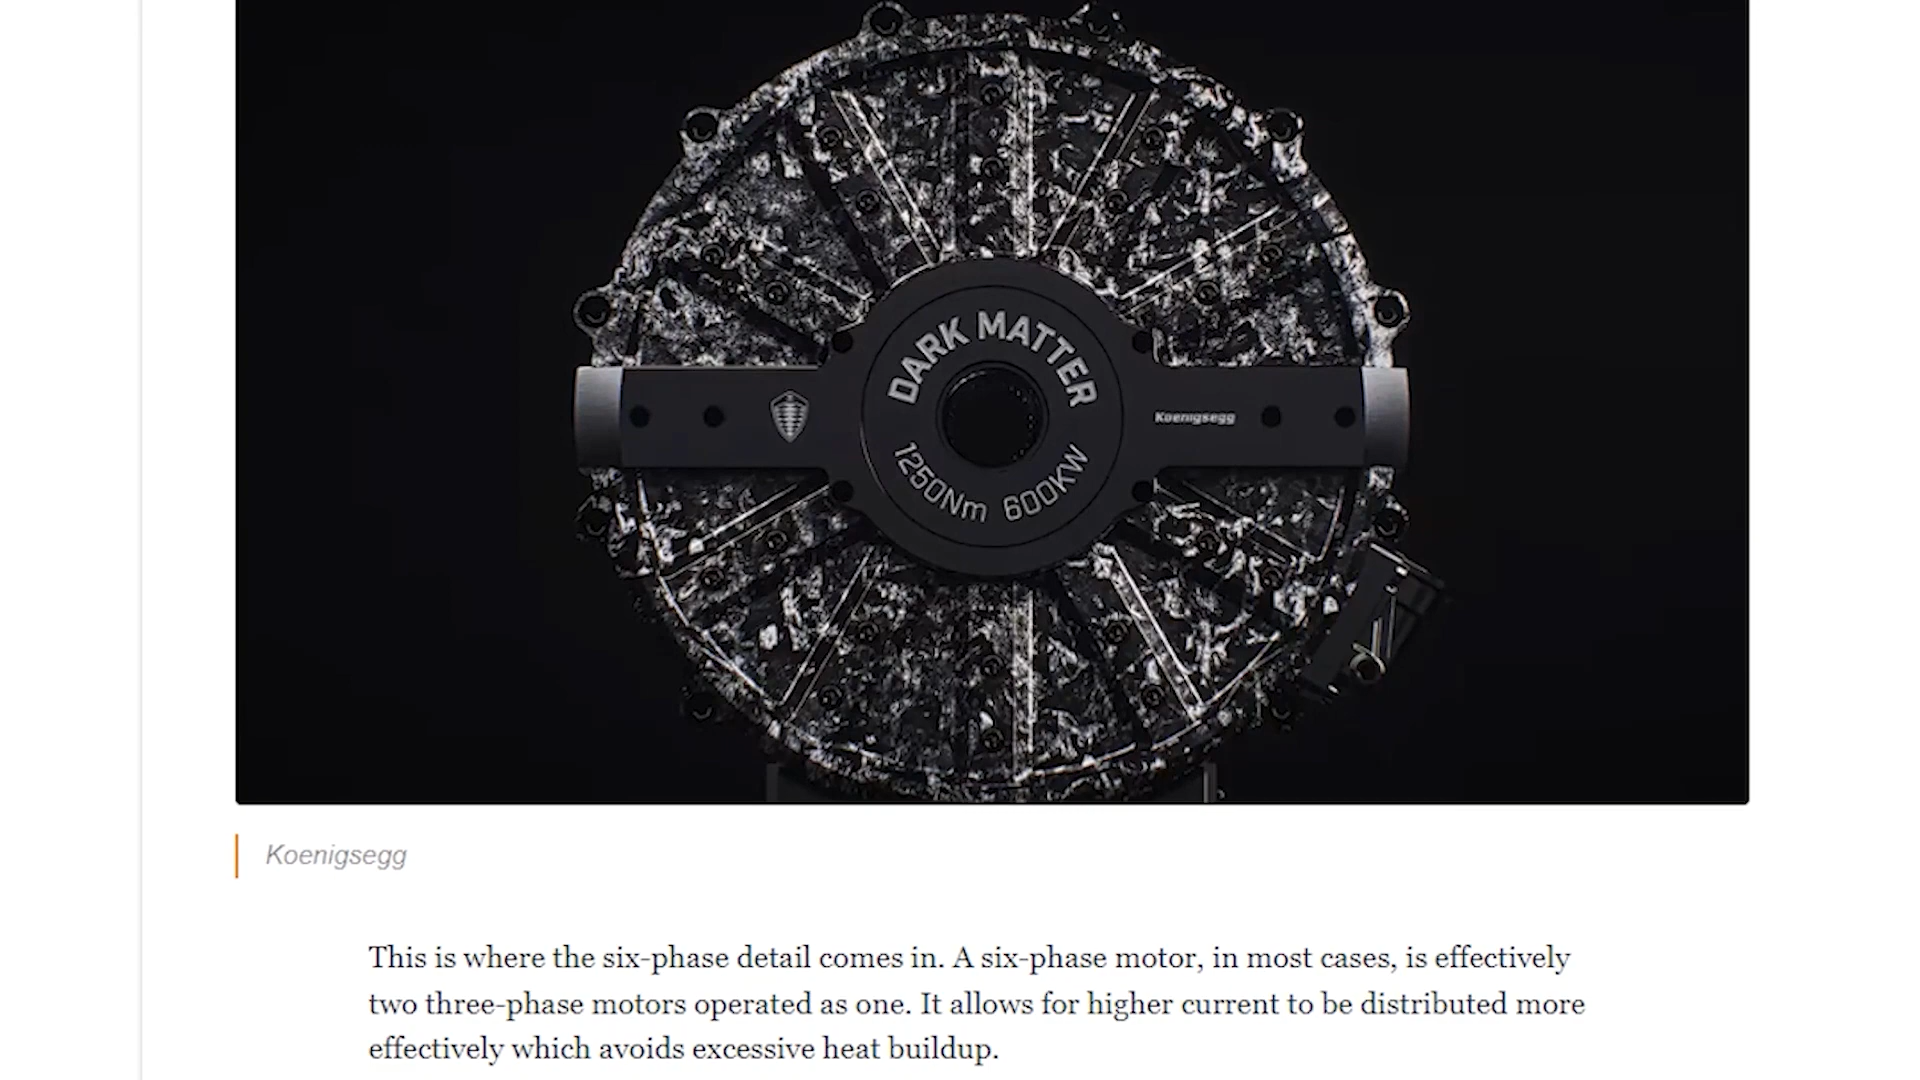 DARK MATTER
Koenigsegg
1250Nm 600KW
Koenigsegg
This is where the six-phase detail comes in. A six-phase motor, in most cases, is effectively
two three-phase motors operated as one. It allows for higher current to be distributed more
effectively which avoids excessive heat buildup.